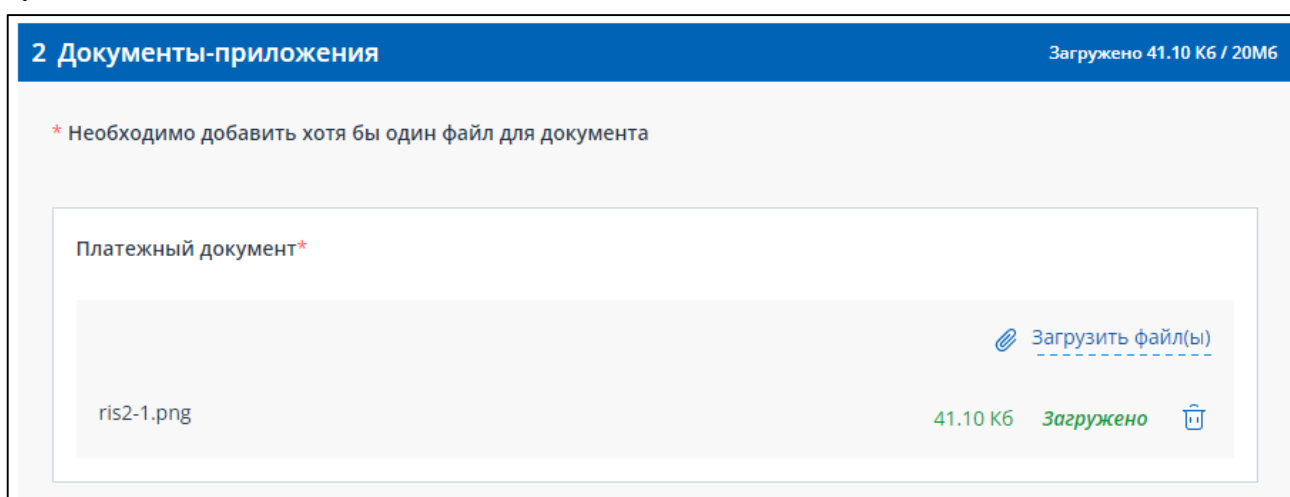 2 Документы-приложения Загружено 41.10 Кб / 20Мб
* Необходимо добавить хотя бы один файл для документа
Платежный документ*
Загрузить файл(ы)
ris2-1.png 41.10 Кб Загружено